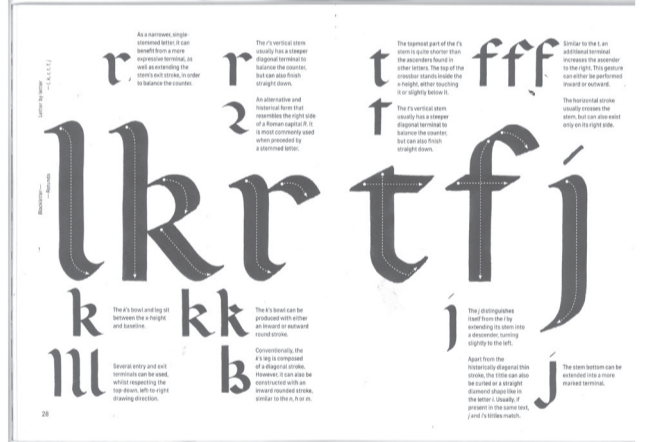 Letter by letter
— l, k, r, t, f, j
Blackletter—
— Rotunda
r
As a narrower, single-
stemmed letter, it can
benefit from a more
expressive terminal, as
well as extending the
stem's exit stroke, in order
to balance the counter.
r
The r's vertical stem
usually has a steeper
diagonal terminal to
balance the counter,
but can also finish
straight down.
An alternative and
historical form that
resembles the right side
of a Roman capital R. It
is most commonly used
when preceded by
a stemmed letter.
l k r
k
The k's bowl and leg sit
between the x-height
and baseline.
k k
The k's bowl can be
produced with either
an inward or outward
round stroke.
l l l
Several entry and exit
terminals can be used,
whilst respecting the
top-down, left-to-right
drawing direction.
Conventionally, the
k's leg is composed
of a diagonal stroke.
However, it can also be
constructed with an
inward rounded stroke,
similar to the n, h or m.
28
t
The topmost part of the t's
stem is quite shorter than
the ascenders found in
other letters. The top of the
crossbar stands inside the
x-height, either touching
it or slightly below it.
The r's vertical stem
usually has a steeper
diagonal terminal to
balance the counter,
but can also finish
straight down.
f f f
Similar to the t, an
additional terminal
increases the ascender
to the right. This gesture
can either be performed
inward or outward.
The horizontal stroke
usually crosses the
stem, but can also exist
only on its right side.
t f j
j
The j distinguishes
itself from the i by
extending its stem into
a descender, turning
slightly to the left.
Apart from the
historically diagonal thin
stroke, the tittle can also
be curled or a straight
diamond shape like in
the letter i. Usually, if
present in the same text,
j and i's tittles match.
j
The stem bottom can be
extended into a more
marked terminal.